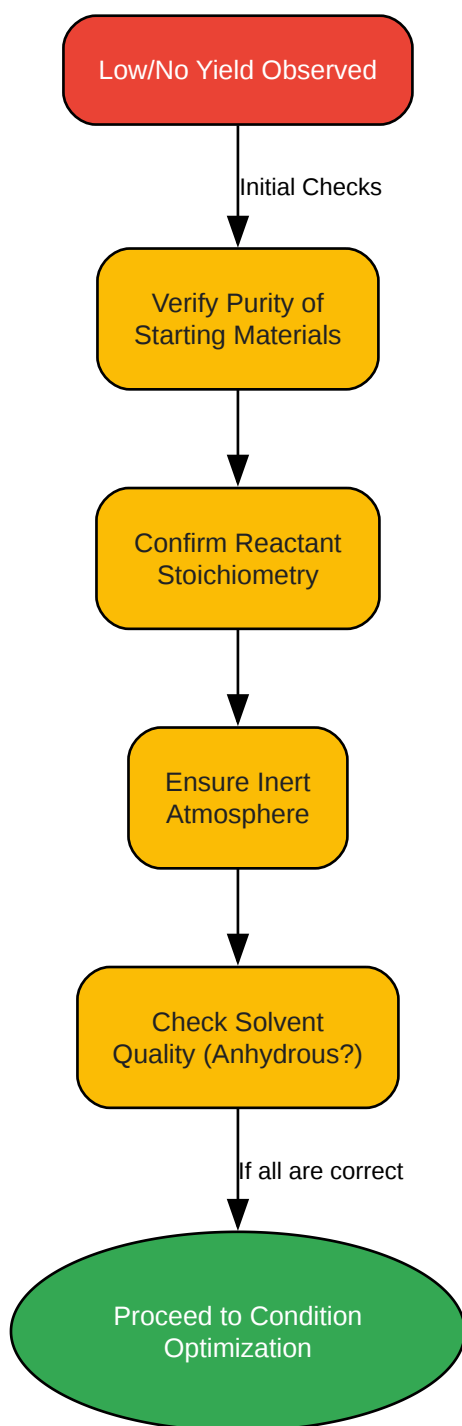 Low/No Yield Observed
Initial Checks
Verify Purity of
Starting Materials
Confirm Reactant
Stoichiometry
Ensure Inert
Atmosphere
Check Solvent
Quality (Anhydrous?)
If all are correct
Proceed to Condition
Optimization